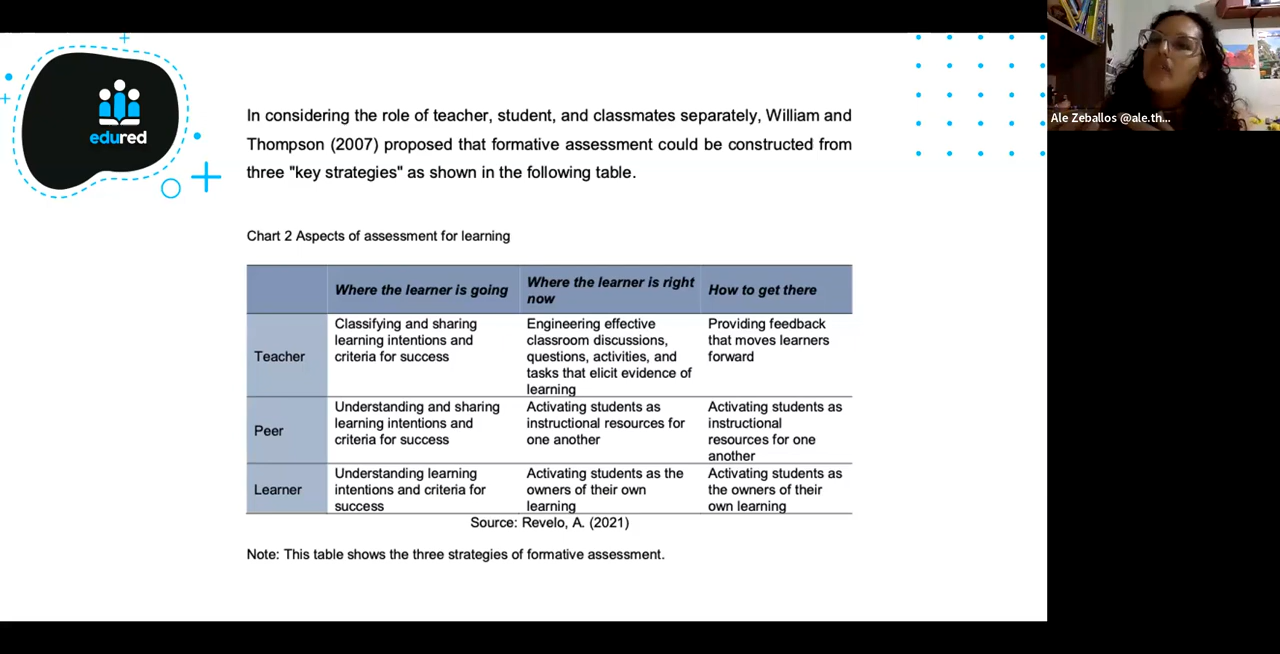 edured
In considering the role of teacher, student, and classmates separately, William and
Thompson (2007) proposed that formative assessment could be constructed from
three "key strategies" as shown in the following table.
Chart 2 Aspects of assessment for learning
Where the learner is going
Where the learner is right
now
How to get there
Teacher
Classifying and sharing
learning intentions and
criteria for success
Engineering effective
classroom discussions,
questions, activities, and
tasks that elicit evidence of
learning
Providing feedback
that moves learners
forward
Peer
Understanding and sharing
learning intentions and
criteria for success
Activating students as
instructional resources for
one another
Activating students as
instructional
resources for one
another
Learner
Understanding learning
intentions and criteria for
success
Activating students as the
owners of their own
learning
Activating students as
the owners of their
own learning
Source: Revelo, A. (2021)
Note: This table shows the three strategies of formative assessment.
Ale Zeballos @ale.th...